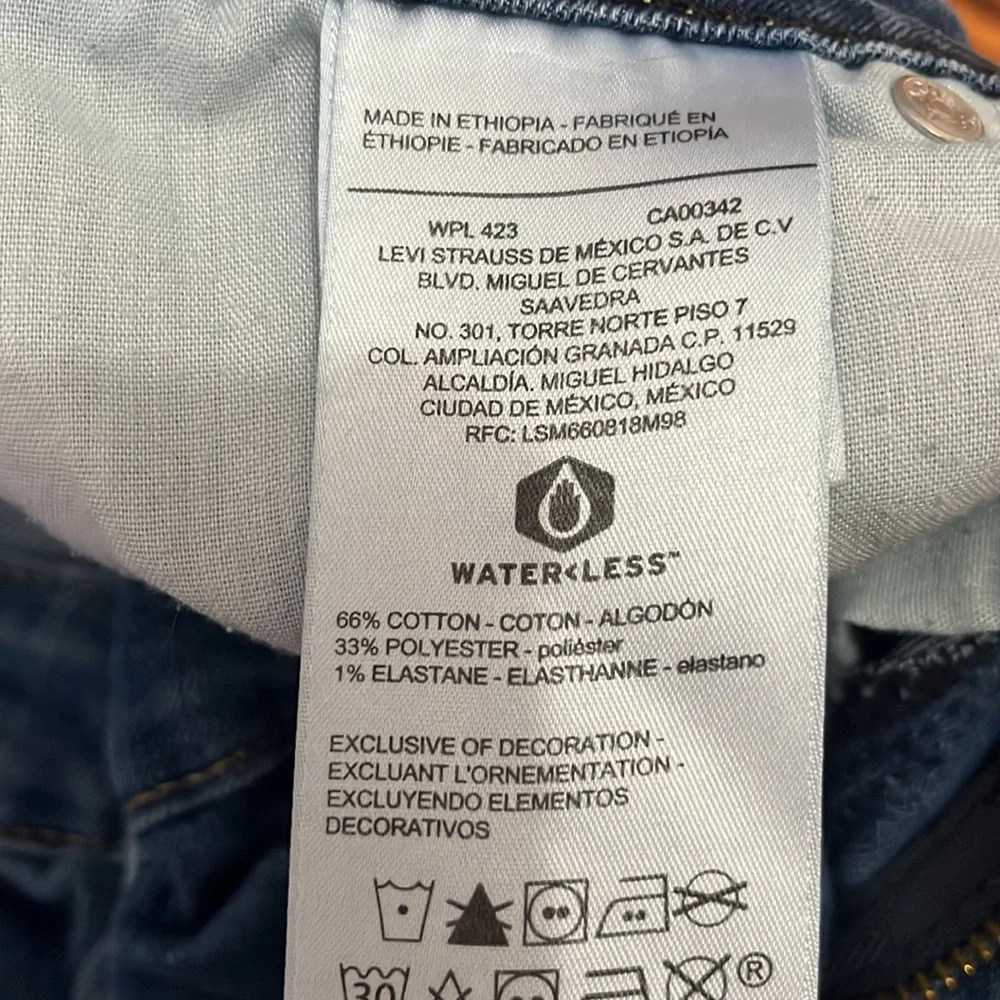 MADE IN ETHIOPIA - FABRIQUÉ EN
ÉTHIOPIE - FABRICADO EN ETIOPÍA
WPL 423 CA00342
LEVI STRAUSS DE MÉXICO S.A. DE C.V
BLVD. MIGUEL DE CERVANTES
SAAVEDRA
NO. 301, TORRE NORTE PISO 7
COL. AMPLIACIÓN GRANADA C.P. 11529
ALCALDÍA. MIGUEL HIDALGO
CIUDAD DE MÉXICO, MÉXICO
RFC: LSM660818M98
WATER<LESS™
66% COTTON - COTON - ALGODÓN
33% POLYESTER - poliéster
1% ELASTANE - ELASTHANNE - elastano
EXCLUSIVE OF DECORATION -
EXCLUANT L'ORNEMENTATION -
EXCLUYENDO ELEMENTOS
DECORATIVOS
30 ®